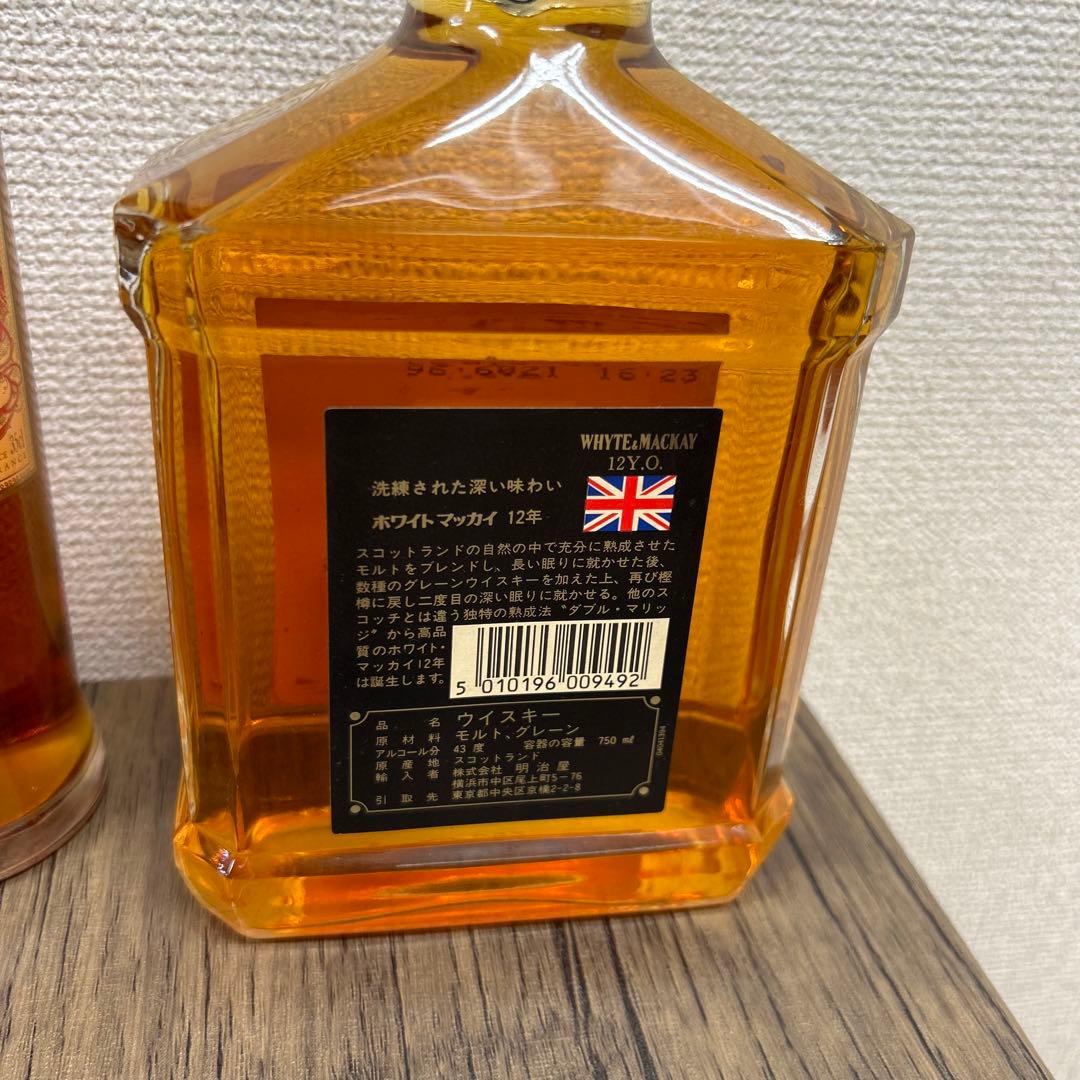 96 6021 16:23
WHYTE&MACKAY
12Y.O.
洗練された深い味わい
ホワイトマッカイ 12年
スコットランドの自然の中で充分に熟成させた
モルトをブレンドし、長い眠りに就かせた後、
数種のグレーンウイスキーを加えた上、再び樫
樽に戻し二度目の深い眠りに就かせる。他のス
コッチとは違う独特の熟成法〝ダブル・マリッ
ジ〞から高品
質のホワイト・
マッカイ12年
は誕生します。
5 010196 009492
品名 ウイスキー
原材料 モルト、グレーン
アルコール分 43度 容器の容量 750ml
原産地 スコットランド
輸入者 株式会社 明治屋
横浜市中区尾上町5-76
引取先 東京都中央区京橋2-2-8